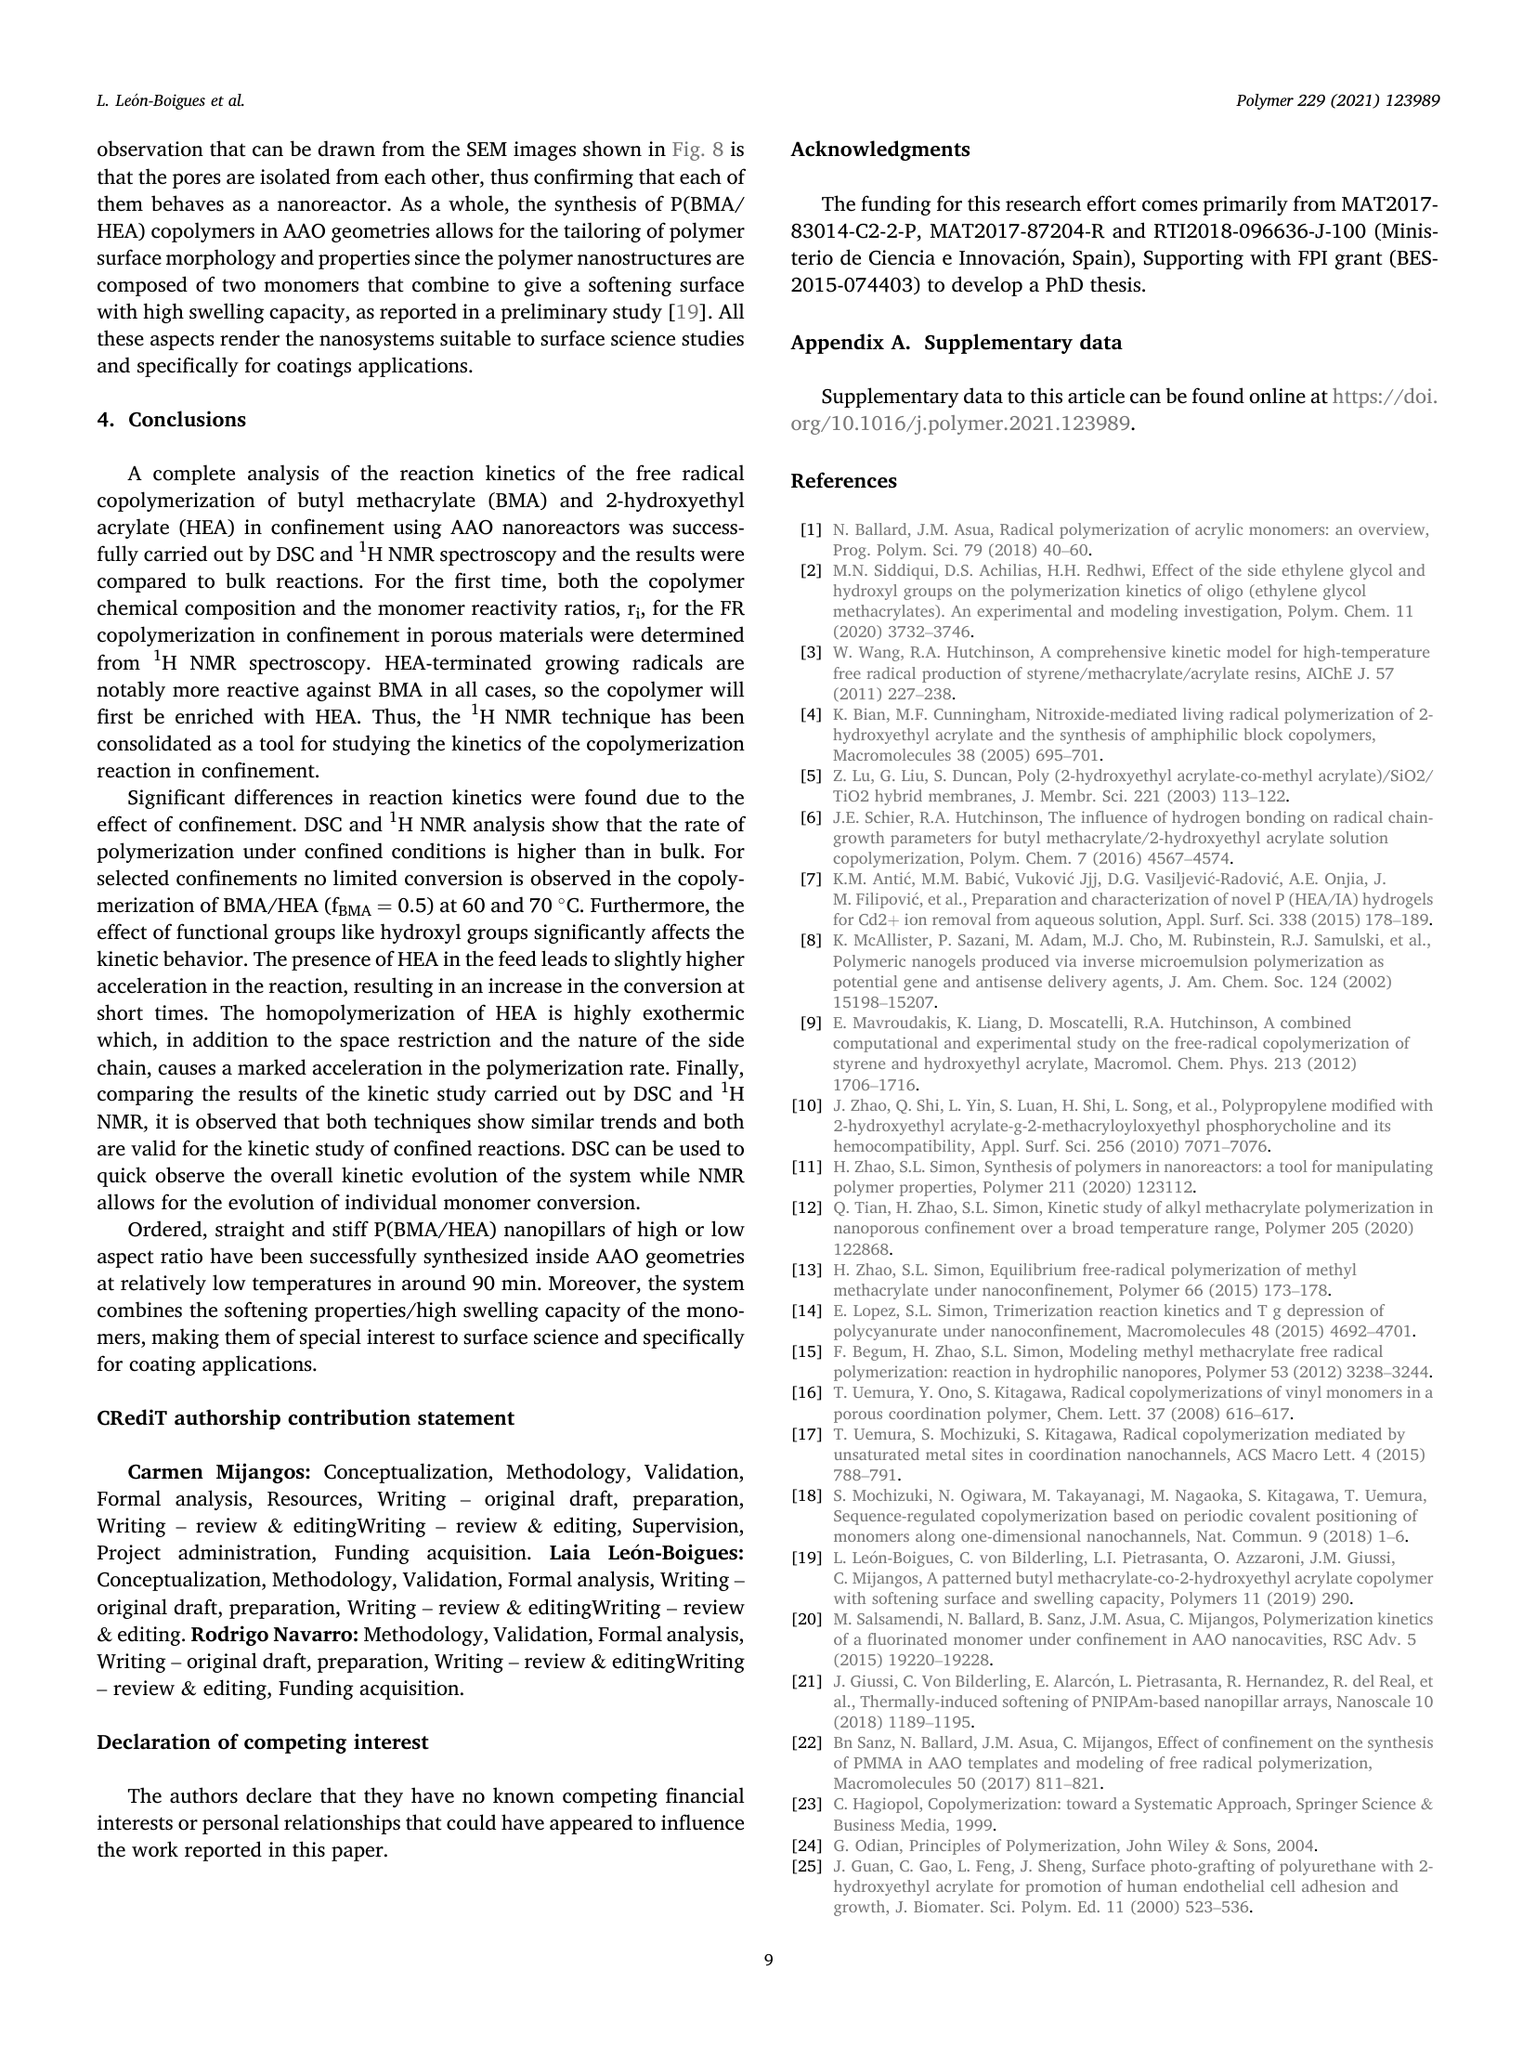 L. León-Boigues et al.
Polymer 229 (2021) 123989
observation that can be drawn from the SEM images shown in Fig. 8 is
that the pores are isolated from each other, thus confirming that each of
them behaves as a nanoreactor. As a whole, the synthesis of P(BMA/
HEA) copolymers in AAO geometries allows for the tailoring of polymer
surface morphology and properties since the polymer nanostructures are
composed of two monomers that combine to give a softening surface
with high swelling capacity, as reported in a preliminary study [19]. All
these aspects render the nanosystems suitable to surface science studies
and specifically for coatings applications.
4. Conclusions
A complete analysis of the reaction kinetics of the free radical
copolymerization of butyl methacrylate (BMA) and 2-hydroxyethyl
acrylate (HEA) in confinement using AAO nanoreactors was success-
fully carried out by DSC and ¹H NMR spectroscopy and the results were
compared to bulk reactions. For the first time, both the copolymer
chemical composition and the monomer reactivity ratios, rᵢ, for the FR
copolymerization in confinement in porous materials were determined
from ¹H NMR spectroscopy. HEA-terminated growing radicals are
notably more reactive against BMA in all cases, so the copolymer will
first be enriched with HEA. Thus, the ¹H NMR technique has been
consolidated as a tool for studying the kinetics of the copolymerization
reaction in confinement.
Significant differences in reaction kinetics were found due to the
effect of confinement. DSC and ¹H NMR analysis show that the rate of
polymerization under confined conditions is higher than in bulk. For
selected confinements no limited conversion is observed in the copoly-
merization of BMA/HEA (fBMA = 0.5) at 60 and 70 °C. Furthermore, the
effect of functional groups like hydroxyl groups significantly affects the
kinetic behavior. The presence of HEA in the feed leads to slightly higher
acceleration in the reaction, resulting in an increase in the conversion at
short times. The homopolymerization of HEA is highly exothermic
which, in addition to the space restriction and the nature of the side
chain, causes a marked acceleration in the polymerization rate. Finally,
comparing the results of the kinetic study carried out by DSC and ¹H
NMR, it is observed that both techniques show similar trends and both
are valid for the kinetic study of confined reactions. DSC can be used to
quick observe the overall kinetic evolution of the system while NMR
allows for the evolution of individual monomer conversion.
Ordered, straight and stiff P(BMA/HEA) nanopillars of high or low
aspect ratio have been successfully synthesized inside AAO geometries
at relatively low temperatures in around 90 min. Moreover, the system
combines the softening properties/high swelling capacity of the mono-
mers, making them of special interest to surface science and specifically
for coating applications.
CRediT authorship contribution statement
Carmen Mijangos: Conceptualization, Methodology, Validation,
Formal analysis, Resources, Writing – original draft, preparation,
Writing – review & editingWriting – review & editing, Supervision,
Project administration, Funding acquisition. Laia León-Boigues:
Conceptualization, Methodology, Validation, Formal analysis, Writing –
original draft, preparation, Writing – review & editingWriting – review
& editing. Rodrigo Navarro: Methodology, Validation, Formal analysis,
Writing – original draft, preparation, Writing – review & editingWriting
– review & editing, Funding acquisition.
Declaration of competing interest
The authors declare that they have no known competing financial
interests or personal relationships that could have appeared to influence
the work reported in this paper.
Acknowledgments
The funding for this research effort comes primarily from MAT2017-
83014-C2-2-P, MAT2017-87204-R and RTI2018-096636-J-100 (Minis-
terio de Ciencia e Innovación, Spain), Supporting with FPI grant (BES-
2015-074403) to develop a PhD thesis.
Appendix A. Supplementary data
Supplementary data to this article can be found online at https://doi.
org/10.1016/j.polymer.2021.123989.
References
[1] N. Ballard, J.M. Asua, Radical polymerization of acrylic monomers: an overview,
Prog. Polym. Sci. 79 (2018) 40–60.
[2] M.N. Siddiqui, D.S. Achilias, H.H. Redhwi, Effect of the side ethylene glycol and
hydroxyl groups on the polymerization kinetics of oligo (ethylene glycol
methacrylates). An experimental and modeling investigation, Polym. Chem. 11
(2020) 3732–3746.
[3] W. Wang, R.A. Hutchinson, A comprehensive kinetic model for high-temperature
free radical production of styrene/methacrylate/acrylate resins, AIChE J. 57
(2011) 227–238.
[4] K. Bian, M.F. Cunningham, Nitroxide-mediated living radical polymerization of 2-
hydroxyethyl acrylate and the synthesis of amphiphilic block copolymers,
Macromolecules 38 (2005) 695–701.
[5] Z. Lu, G. Liu, S. Duncan, Poly (2-hydroxyethyl acrylate-co-methyl acrylate)/SiO2/
TiO2 hybrid membranes, J. Membr. Sci. 221 (2003) 113–122.
[6] J.E. Schier, R.A. Hutchinson, The influence of hydrogen bonding on radical chain-
growth parameters for butyl methacrylate/2-hydroxyethyl acrylate solution
copolymerization, Polym. Chem. 7 (2016) 4567–4574.
[7] K.M. Antić, M.M. Babić, Vuković Jjj, D.G. Vasiljević-Radović, A.E. Onjia, J.
M. Filipović, et al., Preparation and characterization of novel P (HEA/IA) hydrogels
for Cd2+ ion removal from aqueous solution, Appl. Surf. Sci. 338 (2015) 178–189.
[8] K. McAllister, P. Sazani, M. Adam, M.J. Cho, M. Rubinstein, R.J. Samulski, et al.,
Polymeric nanogels produced via inverse microemulsion polymerization as
potential gene and antisense delivery agents, J. Am. Chem. Soc. 124 (2002)
15198–15207.
[9] E. Mavroudakis, K. Liang, D. Moscatelli, R.A. Hutchinson, A combined
computational and experimental study on the free-radical copolymerization of
styrene and hydroxyethyl acrylate, Macromol. Chem. Phys. 213 (2012)
1706–1716.
[10] J. Zhao, Q. Shi, L. Yin, S. Luan, H. Shi, L. Song, et al., Polypropylene modified with
2-hydroxyethyl acrylate-g-2-methacryloyloxyethyl phosphorycholine and its
hemocompatibility, Appl. Surf. Sci. 256 (2010) 7071–7076.
[11] H. Zhao, S.L. Simon, Synthesis of polymers in nanoreactors: a tool for manipulating
polymer properties, Polymer 211 (2020) 123112.
[12] Q. Tian, H. Zhao, S.L. Simon, Kinetic study of alkyl methacrylate polymerization in
nanoporous confinement over a broad temperature range, Polymer 205 (2020)
122868.
[13] H. Zhao, S.L. Simon, Equilibrium free-radical polymerization of methyl
methacrylate under nanoconfinement, Polymer 66 (2015) 173–178.
[14] E. Lopez, S.L. Simon, Trimerization reaction kinetics and T g depression of
polycyanurate under nanoconfinement, Macromolecules 48 (2015) 4692–4701.
[15] F. Begum, H. Zhao, S.L. Simon, Modeling methyl methacrylate free radical
polymerization: reaction in hydrophilic nanopores, Polymer 53 (2012) 3238–3244.
[16] T. Uemura, Y. Ono, S. Kitagawa, Radical copolymerizations of vinyl monomers in a
porous coordination polymer, Chem. Lett. 37 (2008) 616–617.
[17] T. Uemura, S. Mochizuki, S. Kitagawa, Radical copolymerization mediated by
unsaturated metal sites in coordination nanochannels, ACS Macro Lett. 4 (2015)
788–791.
[18] S. Mochizuki, N. Ogiwara, M. Takayanagi, M. Nagaoka, S. Kitagawa, T. Uemura,
Sequence-regulated copolymerization based on periodic covalent positioning of
monomers along one-dimensional nanochannels, Nat. Commun. 9 (2018) 1–6.
[19] L. León-Boigues, C. von Bilderling, L.I. Pietrasanta, O. Azzaroni, J.M. Giussi,
C. Mijangos, A patterned butyl methacrylate-co-2-hydroxyethyl acrylate copolymer
with softening surface and swelling capacity, Polymers 11 (2019) 290.
[20] M. Salsamendi, N. Ballard, B. Sanz, J.M. Asua, C. Mijangos, Polymerization kinetics
of a fluorinated monomer under confinement in AAO nanocavities, RSC Adv. 5
(2015) 19220–19228.
[21] J. Giussi, C. Von Bilderling, E. Alarcón, L. Pietrasanta, R. Hernandez, R. del Real, et
al., Thermally-induced softening of PNIPAm-based nanopillar arrays, Nanoscale 10
(2018) 1189–1195.
[22] Bn Sanz, N. Ballard, J.M. Asua, C. Mijangos, Effect of confinement on the synthesis
of PMMA in AAO templates and modeling of free radical polymerization,
Macromolecules 50 (2017) 811–821.
[23] C. Hagiopol, Copolymerization: toward a Systematic Approach, Springer Science &
Business Media, 1999.
[24] G. Odian, Principles of Polymerization, John Wiley & Sons, 2004.
[25] J. Guan, C. Gao, L. Feng, J. Sheng, Surface photo-grafting of polyurethane with 2-
hydroxyethyl acrylate for promotion of human endothelial cell adhesion and
growth, J. Biomater. Sci. Polym. Ed. 11 (2000) 523–536.
9